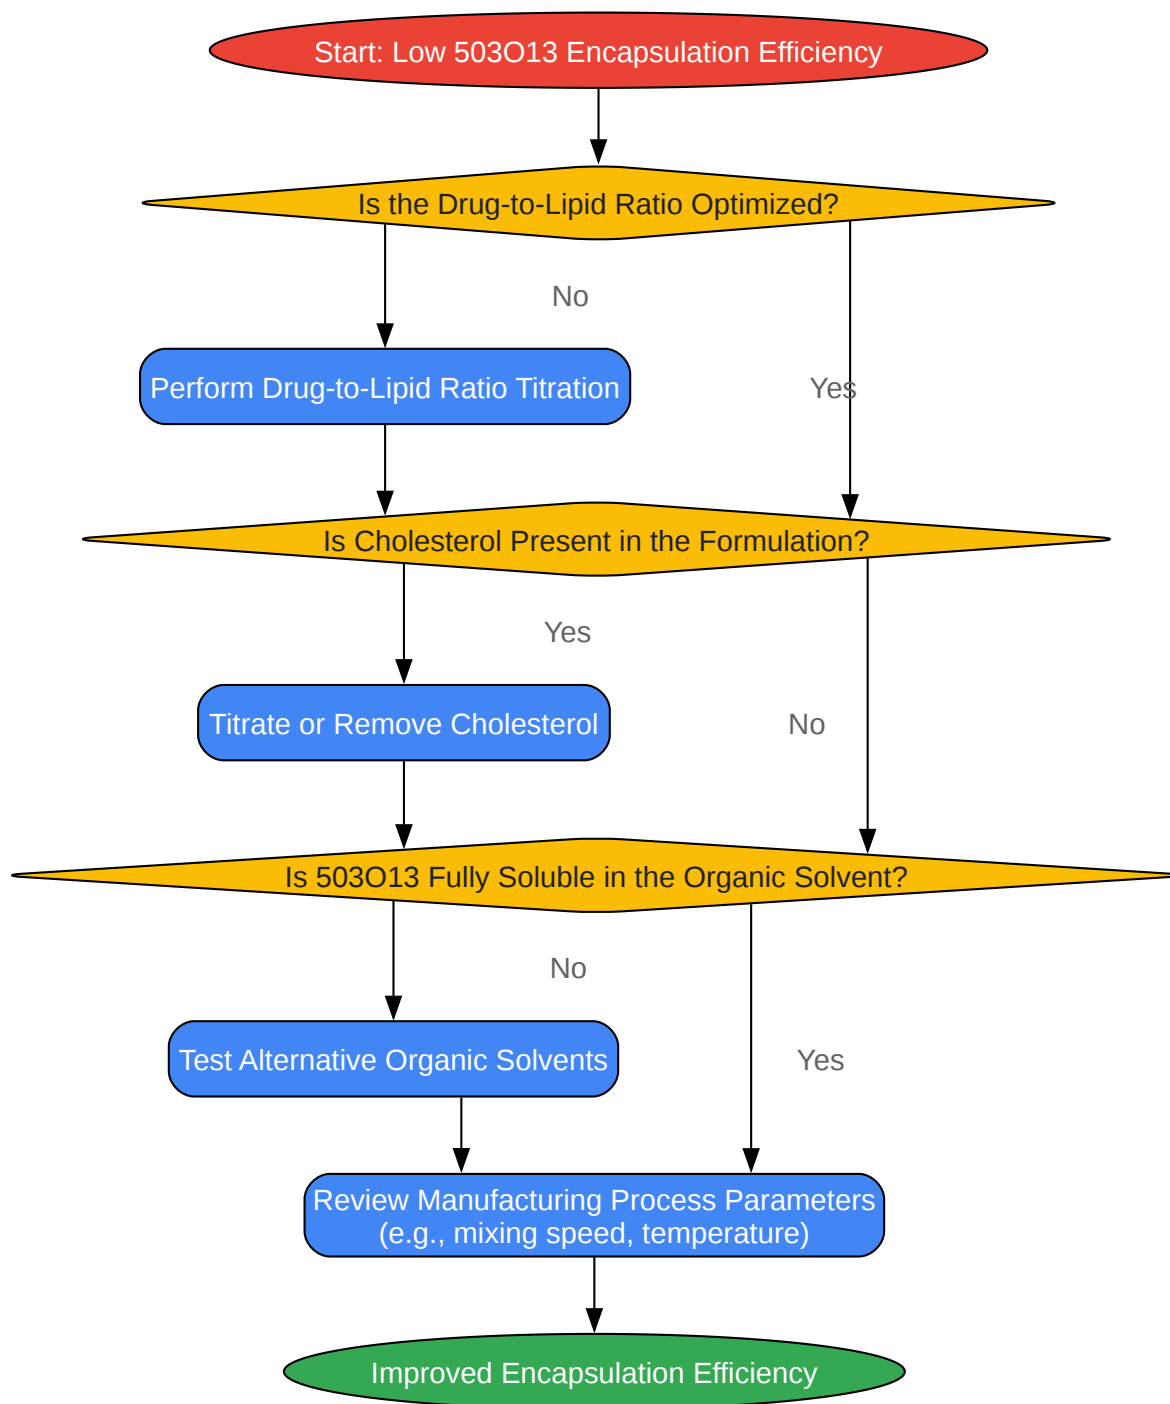 Start: Low 503O13 Encapsulation Efficiency
Is the Drug-to-Lipid Ratio Optimized?
No
Perform Drug-to-Lipid Ratio Titration
Yes
Is Cholesterol Present in the Formulation?
Yes
Titrate or Remove Cholesterol
No
Is 503O13 Fully Soluble in the Organic Solvent?
No
Test Alternative Organic Solvents
Yes
Review Manufacturing Process Parameters
(e.g., mixing speed, temperature)
Improved Encapsulation Efficiency